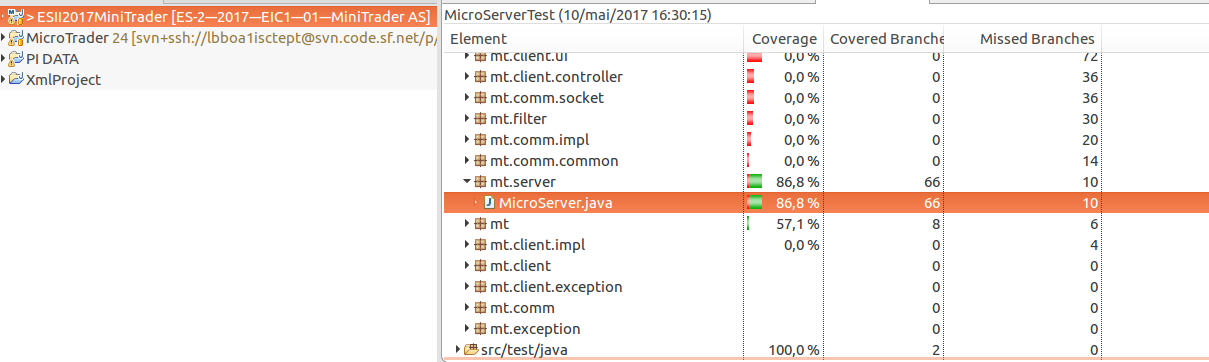 > ESII2017MiniTrader [ES-2—2017—EIC1—01—MiniTrader AS]
MicroTrader 24 [svn+ssh://lbboa1isctept@svn.code.sf.net/p/
PI DATA
XmlProject
MicroServerTest (10/mai/2017 16:30:15)
Element Coverage Covered Branche Missed Branches
mt.client.ui 0,0 % 0 72
mt.client.controller 0,0 % 0 36
mt.comm.socket 0,0 % 0 36
mt.filter 0,0 % 0 30
mt.comm.impl 0,0 % 0 20
mt.comm.common 0,0 % 0 14
mt.server 86,8 % 66 10
MicroServer.java 86,8 % 66 10
mt 57,1 % 8 6
mt.client.impl 0,0 % 0 4
mt.client 0 0
mt.client.exception 0 0
mt.comm 0 0
mt.exception 0 0
src/test/java 100,0 % 2 0